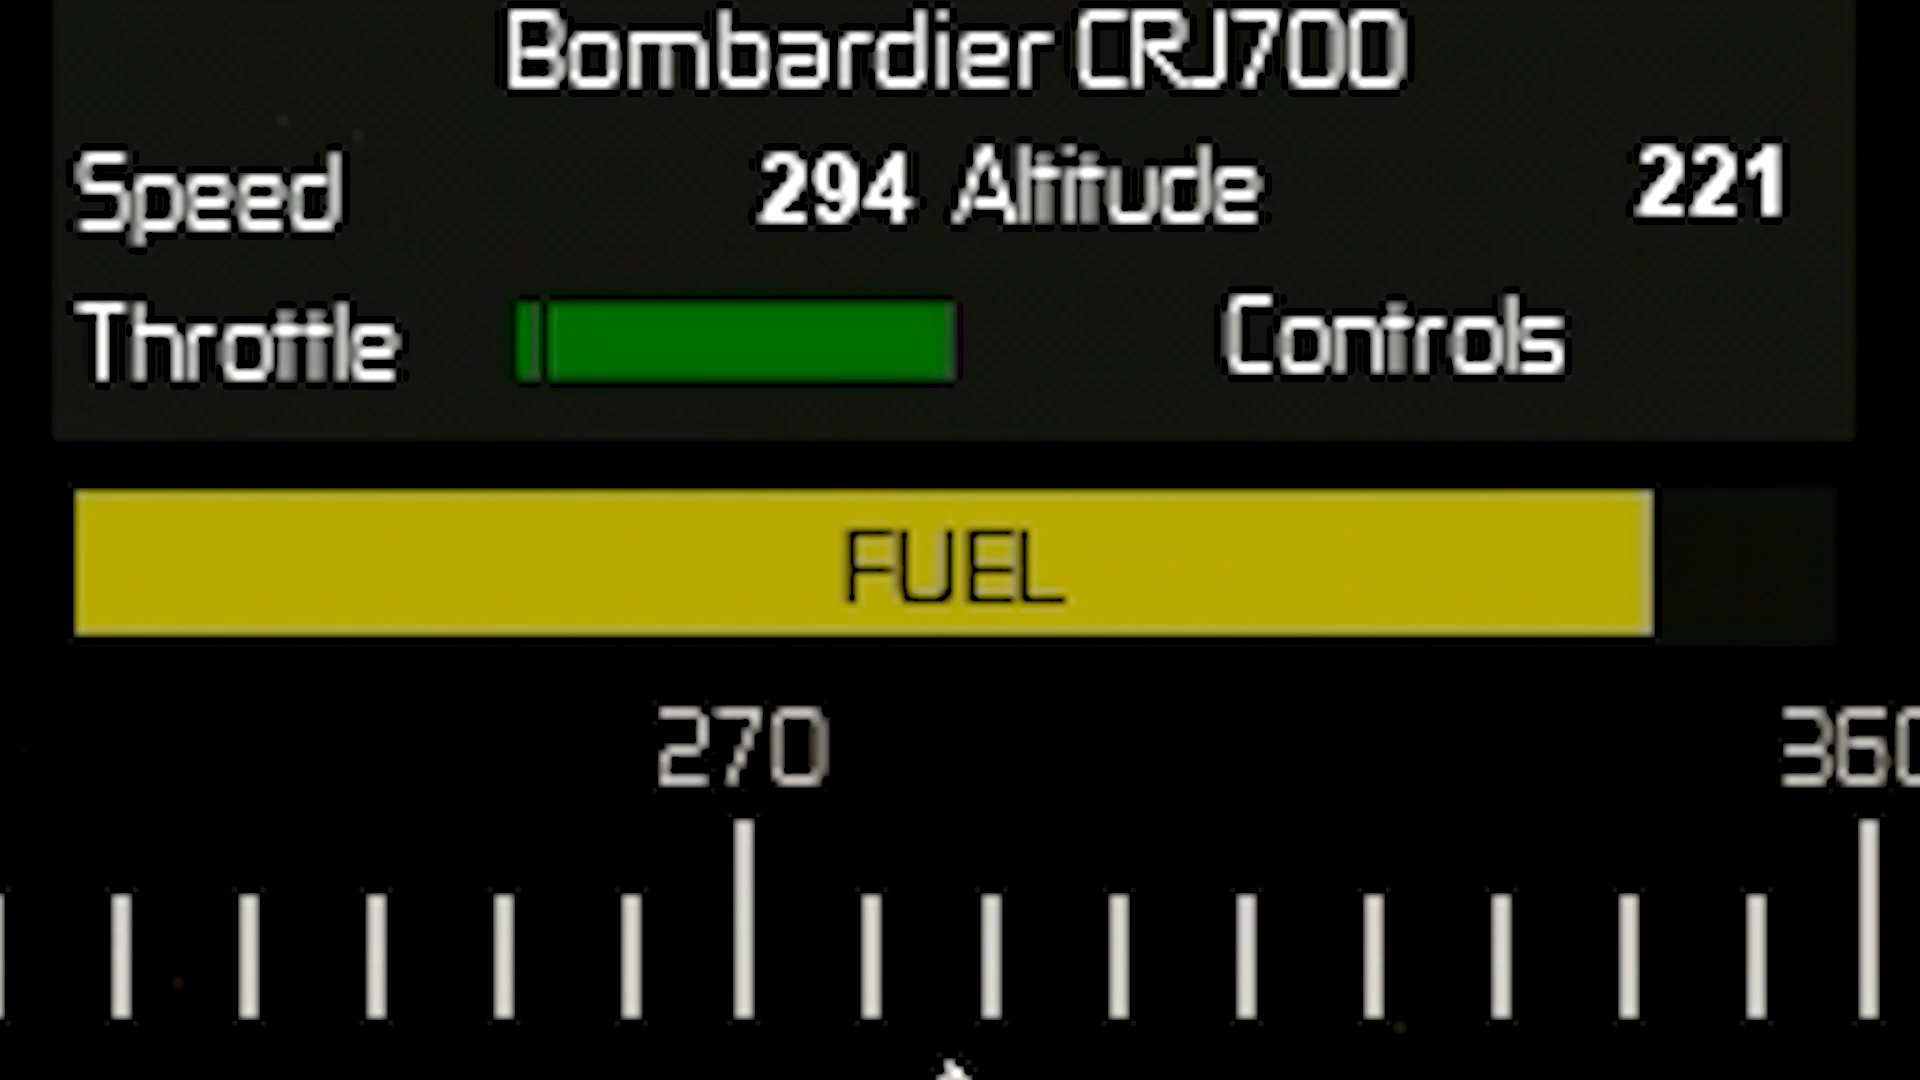 Bombardier CRJ700
Speed 294 Altitude 221
Throttle Controls
FUEL
270 360